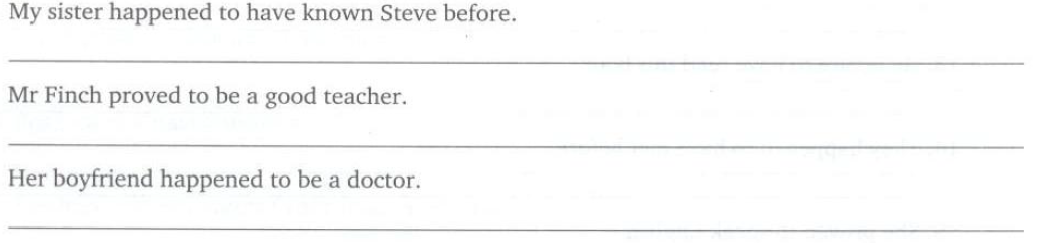 My sister happened to have known Steve before.
Mr Finch proved to be a good teacher.
Her boyfriend happened to be a doctor.